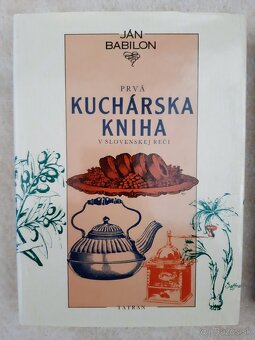 JÁN
BABILON
PRVÁ
KUCHÁRSKA
KNIHA
V SLOVENSKEJ REČI
TATRAN